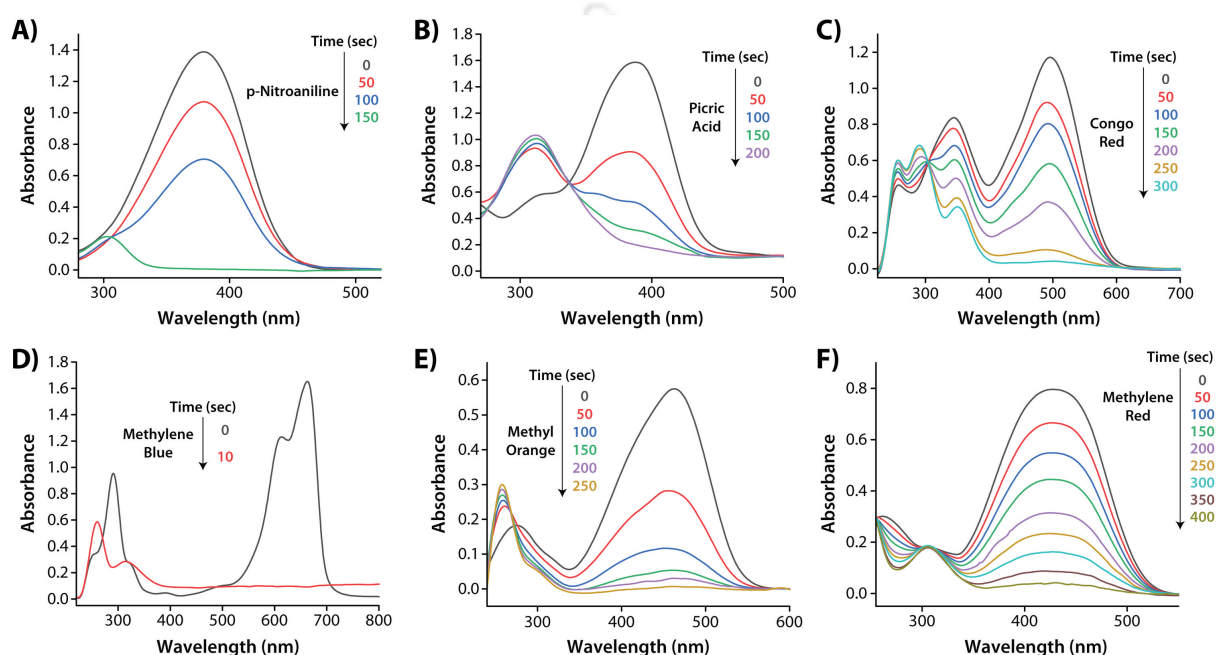 A)
Time (sec)
0
50
100
150
p-Nitroaniline
Absorbance
1.4
1.2
1.0
0.8
0.6
0.4
0.2
0.0
300
400
500
Wavelength (nm)
B)
Time (sec)
0
50
100
150
200
Picric
Acid
Absorbance
1.8
1.6
1.4
1.2
1.0
0.8
0.6
0.4
0.2
0.0
300
400
500
Wavelength (nm)
C)
Time (sec)
0
50
100
150
200
250
300
Congo
Red
Absorbance
1.2
1.0
0.8
0.6
0.4
0.2
0.0
300
400
500
600
700
Wavelength (nm)
D)
Time (sec)
0
10
Methylene
Blue
Absorbance
1.8
1.6
1.4
1.2
1.0
0.8
0.6
0.4
0.2
0.0
300
400
500
600
700
800
Wavelength (nm)
E)
Time (sec)
0
50
100
150
200
250
Methyl
Orange
Absorbance
0.6
0.5
0.4
0.3
0.2
0.1
0.0
300
400
500
600
Wavelength (nm)
F)
Time (sec)
0
50
100
150
200
250
300
350
400
Methylene
Red
Absorbance
0.8
0.6
0.4
0.2
0.0
300
400
500
Wavelength (nm)